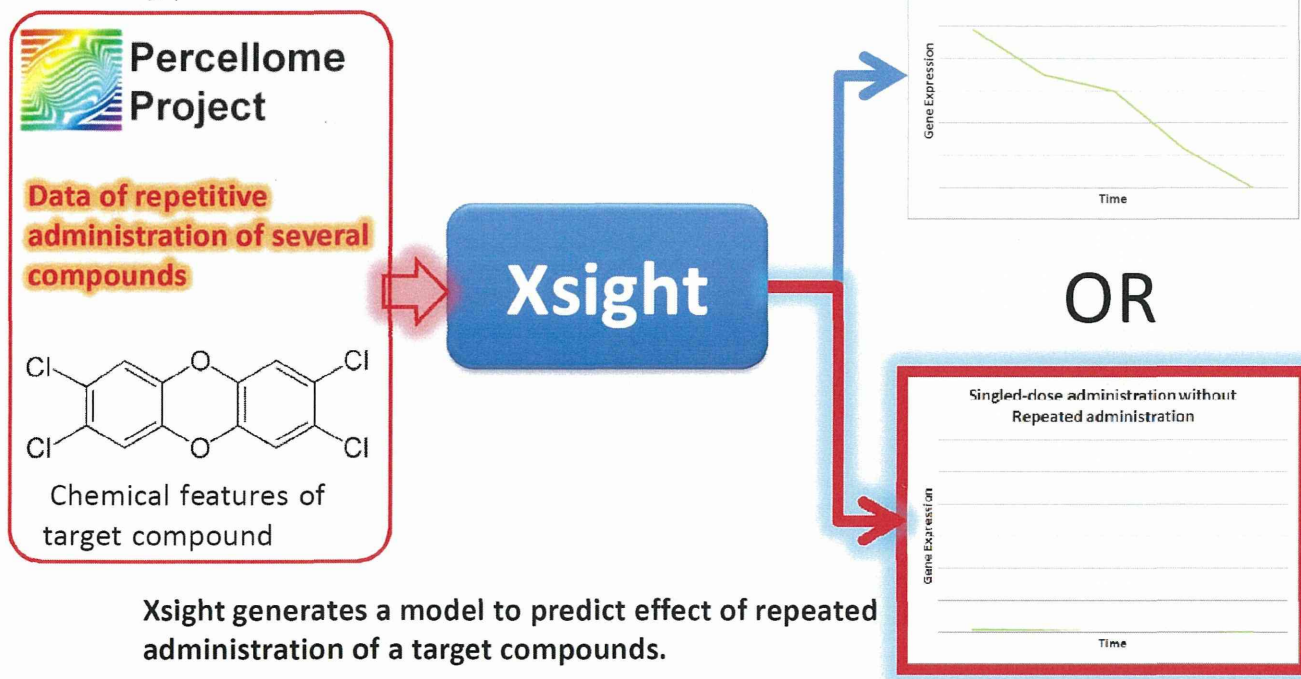 Percellome
Project
Data of repetitive
administration of several
compounds
Cl
O
Cl
Cl
O
Cl
Chemical features of
target compound
Xsight
Gene Expression
Time
OR
Singled-dose administration without
Repeated administration
Gene Expression
Time
Xsight generates a model to predict effect of repeated
administration of a target compounds.